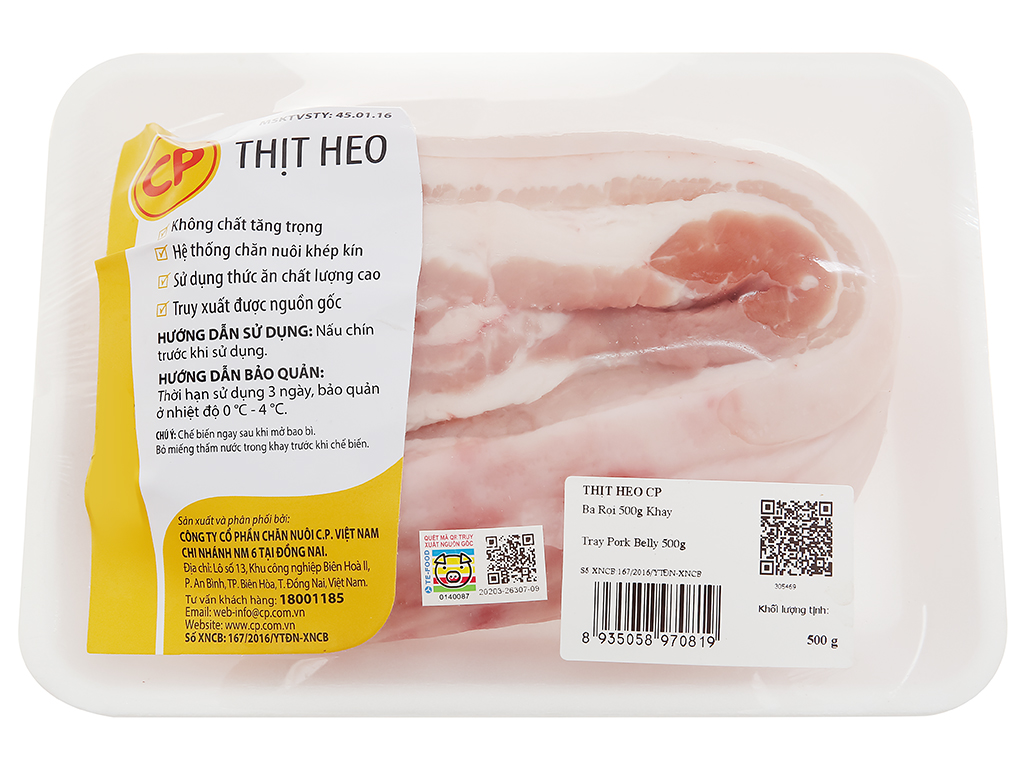 MSKTVSTY: 45.01.16
CP
THỊT HEO
Không chất tăng trọng
Hệ thống chăn nuôi khép kín
Sử dụng thức ăn chất lượng cao
Truy xuất được nguồn gốc
HƯỚNG DẪN SỬ DỤNG: Nấu chín
trước khi sử dụng.
HƯỚNG DẪN BẢO QUẢN:
Thời hạn sử dụng 3 ngày, bảo quản
ở nhiệt độ 0 °C - 4 °C.
CHÚ Ý: Chế biến ngay sau khi mở bao bì.
Bỏ miếng thấm nước trong khay trước khi chế biến.
Sản xuất và phân phối bởi:
CÔNG TY CỔ PHẦN CHĂN NUÔI C.P. VIỆT NAM
CHI NHÁNH NM 6 TẠI ĐỒNG NAI.
Địa chỉ: Lô số 13, Khu công nghiệp Biên Hoà II,
P. An Bình, TP. Biên Hòa, T. Đồng Nai, Việt Nam.
Tư vấn khách hàng: 18001185
Email: web-info@cp.com.vn
Website: www.cp.com.vn
Số XNCB: 167/2016/YTĐN-XNCB
QUÉT MÃ QR TRUY
XUẤT NGUỒN GỐC
TE-FOOD
0140087
20203-26307-09
THỊT HEO CP
Ba Roi 500g Khay
Tray Pork Belly 500g
Số XNCB:167/2016/YTĐN-XNCB
8 935058 970819
305469
Khối lượng tịnh:
500 g